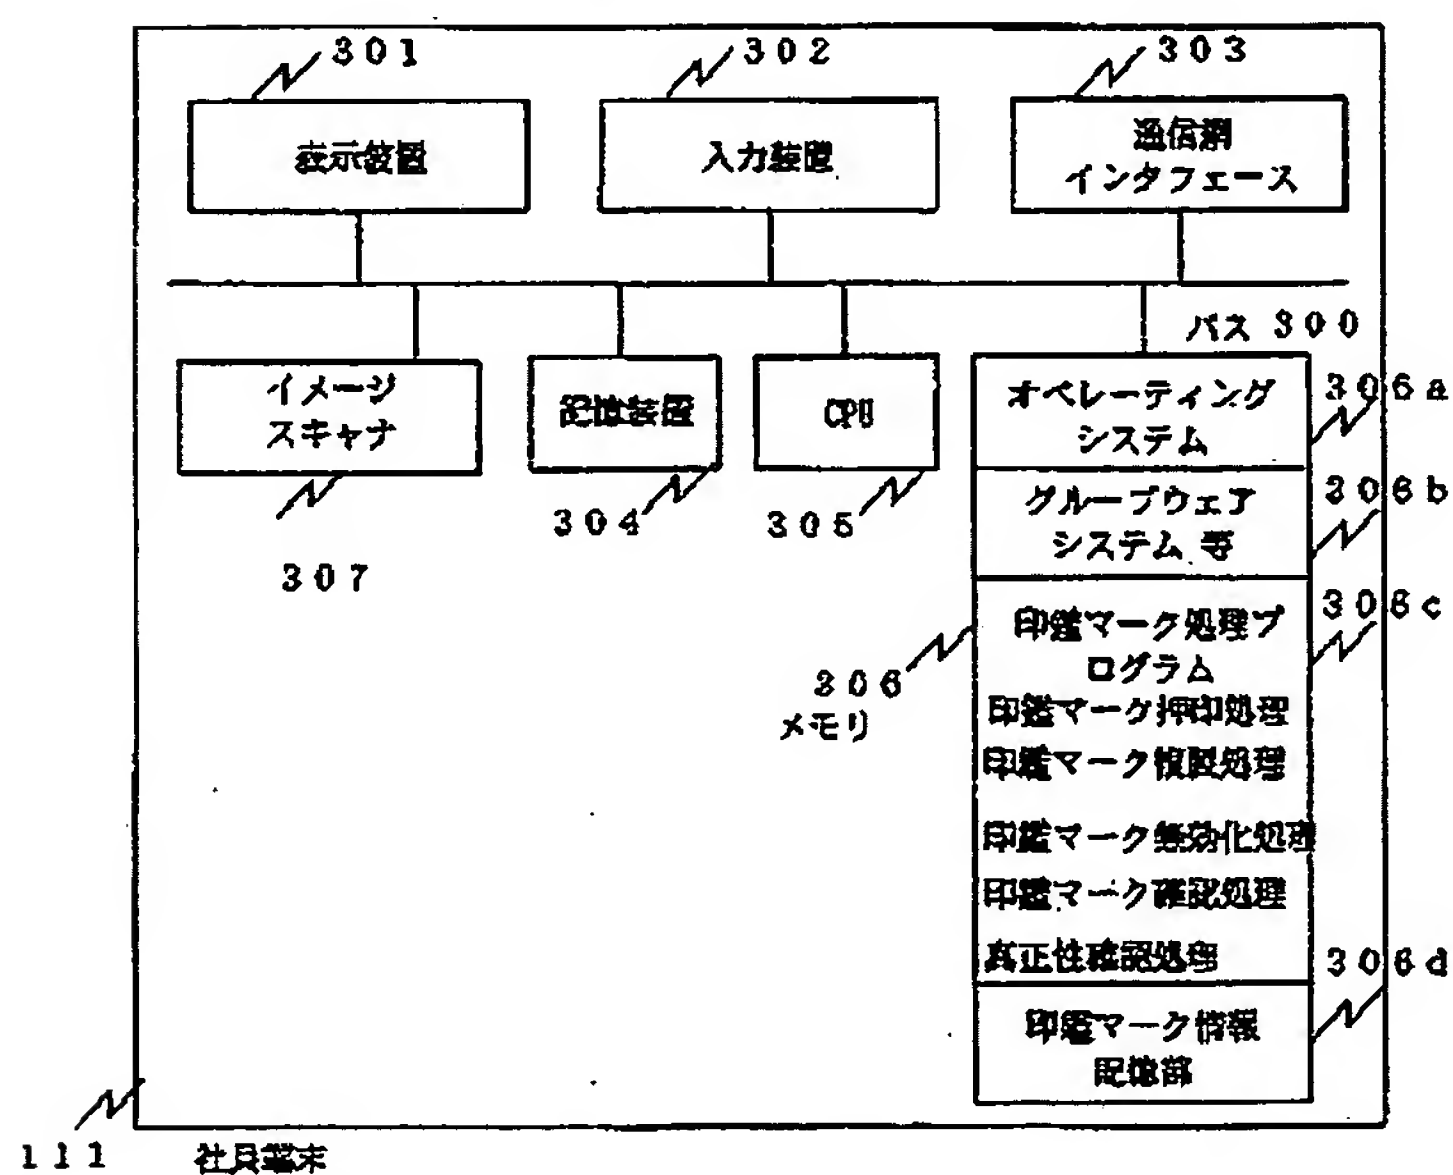 301
302
303
表示装置
入力装置
通信網
インタフェース
バス 300
イメージ
スキャナ
記憶装置
CPU
オペレーティング
システム
306a
307
304
305
グループウェア
システム 等
306b
306
メモリ
印鑑マーク処理プ
ログラム
306c
印鑑マーク押印処理
印鑑マーク複製処理
印鑑マーク無効化処理
印鑑マーク確認処理
真正性確認処理
印鑑マーク情報
記憶部
306d
111 社員端末